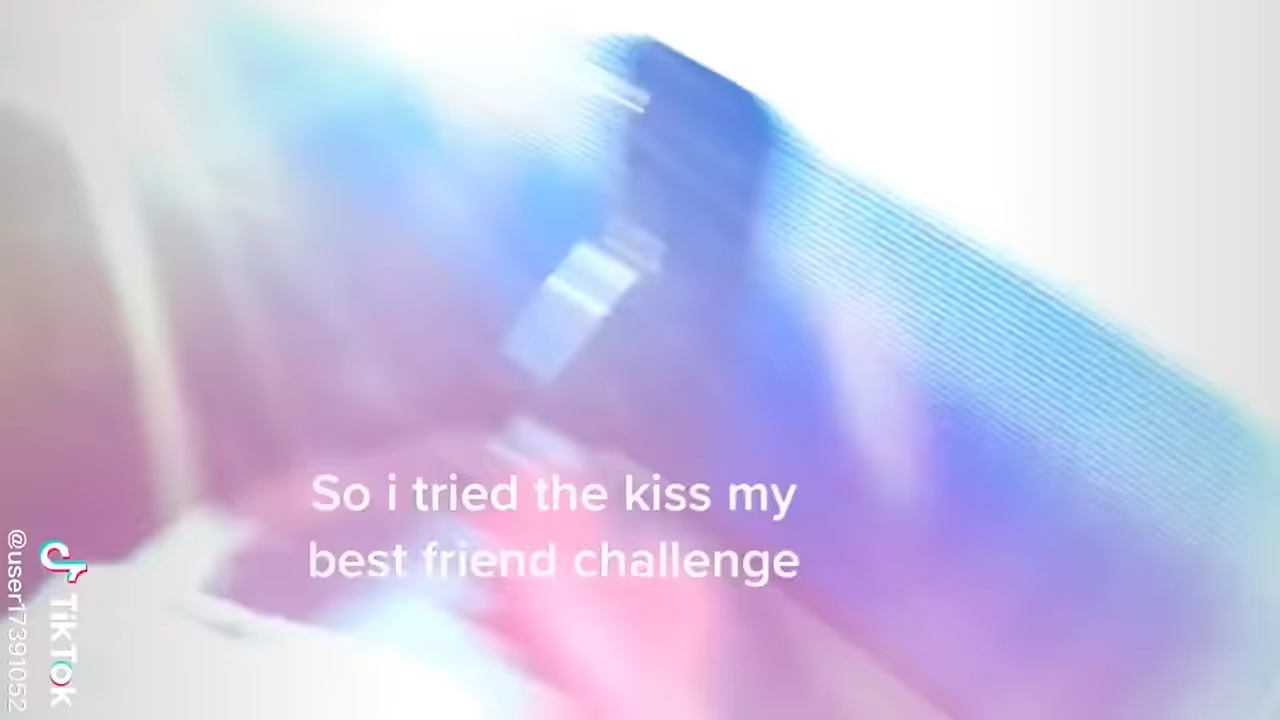 So i tried the kiss my
best friend challenge
TikTok
@user17391052